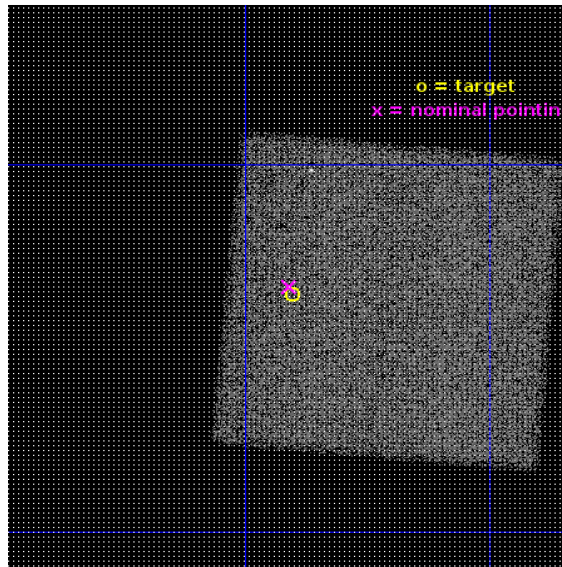 o = target
x = nominal pointin